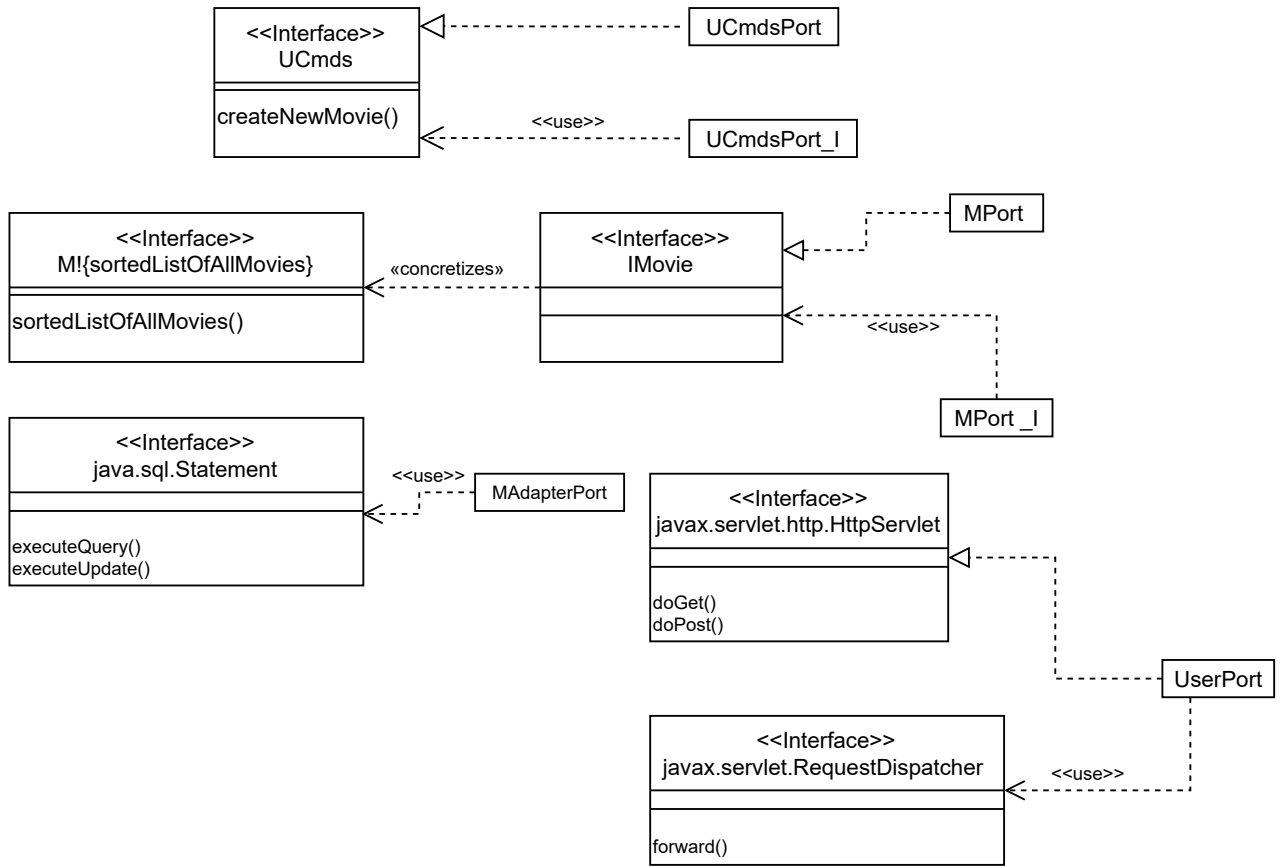 <<Interface>>
UCmds
createNewMovie()
UCmdsPort
<<use>>
UCmdsPort_I
<<Interface>>
M!{sortedListOfAllMovies}
sortedListOfAllMovies()
«concretizes»
<<Interface>>
IMovie
MPort
<<use>>
MPort _I
<<Interface>>
java.sql.Statement
executeQuery()
executeUpdate()
<<use>>
MAdapterPort
<<Interface>>
javax.servlet.http.HttpServlet
doGet()
doPost()
UserPort
<<Interface>>
javax.servlet.RequestDispatcher
forward()
<<use>>